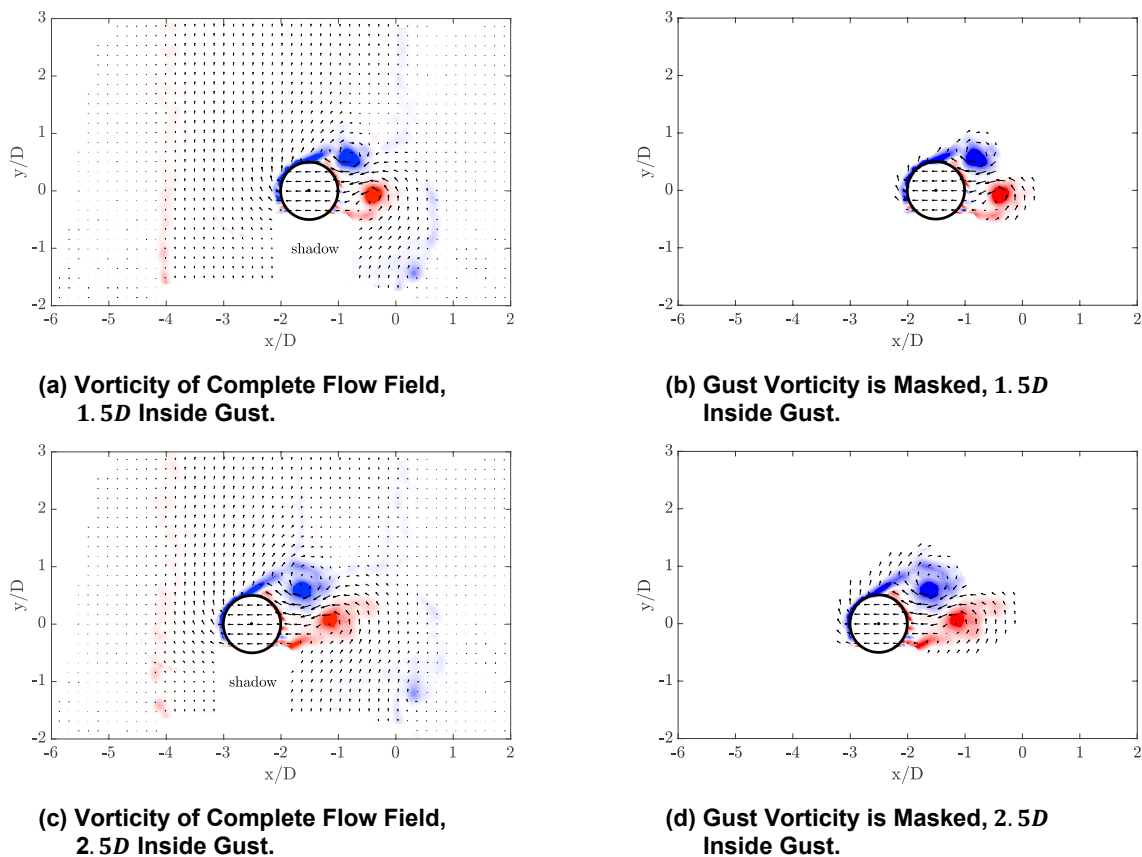 3
2
1
0
-1
-2
y/D
shadow
-6 -5 -4 -3 -2 -1 0 1 2
x/D
(a) Vorticity of Complete Flow Field,
1.5D Inside Gust.
3
2
1
0
-1
-2
y/D
-6 -5 -4 -3 -2 -1 0 1 2
x/D
(b) Gust Vorticity is Masked, 1.5D
Inside Gust.
3
2
1
0
-1
-2
y/D
shadow
-6 -5 -4 -3 -2 -1 0 1 2
x/D
(c) Vorticity of Complete Flow Field,
2.5D Inside Gust.
3
2
1
0
-1
-2
y/D
-6 -5 -4 -3 -2 -1 0 1 2
x/D
(d) Gust Vorticity is Masked, 2.5D
Inside Gust.